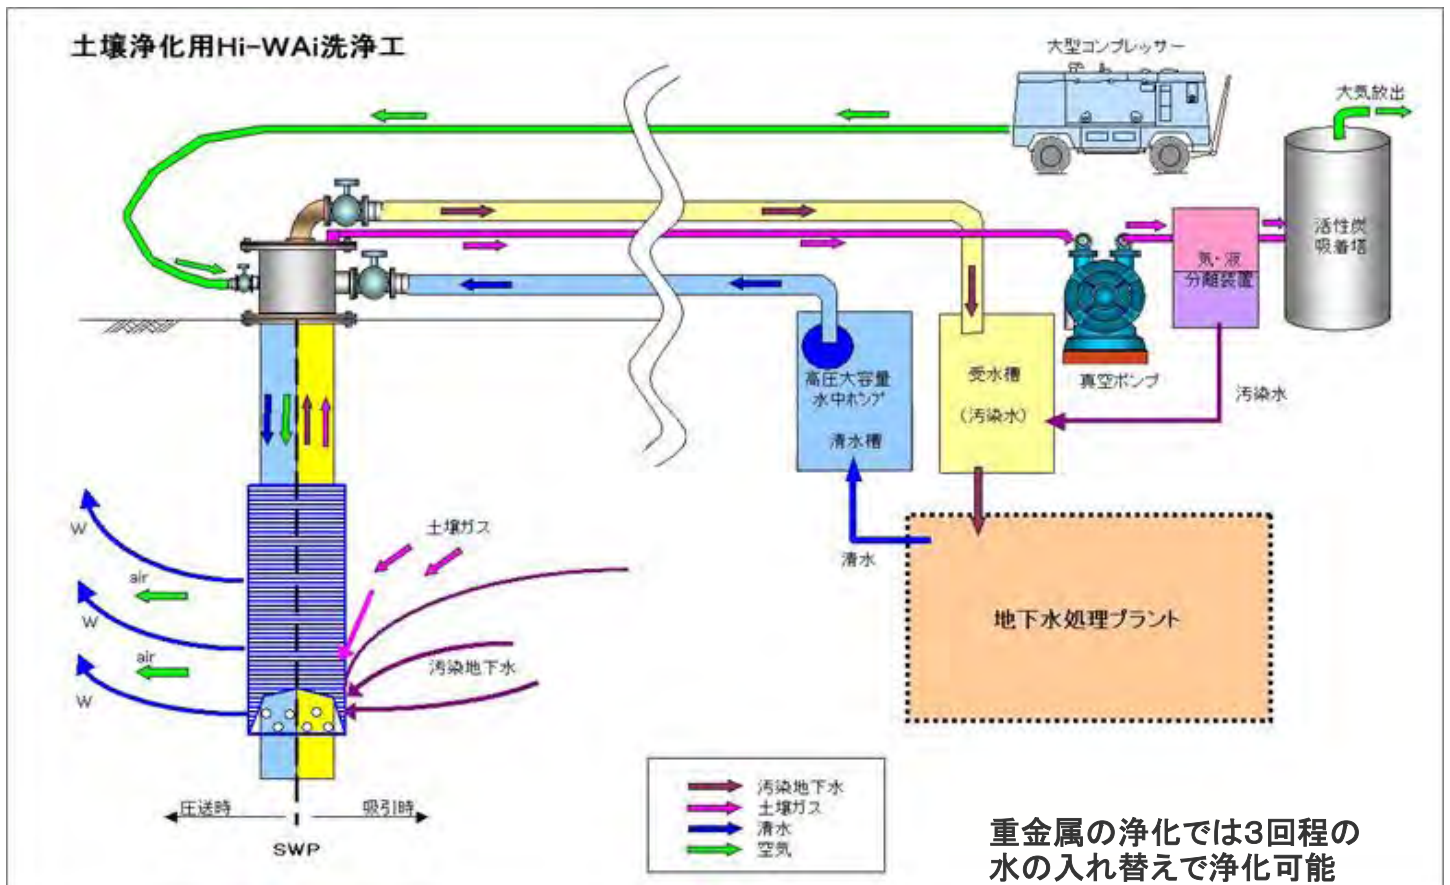 土壌浄化用Hi-WAi洗浄工
大型コンプレッサー
大気放出
活性炭
吸着塔
気・液
分離装置
真空ポンプ
汚染水
高圧大容量
水中ポンプ
清水槽
受水槽
(汚染水)
清水
地下水処理プラント
土壌ガス
汚染地下水
W
air
W
air
W
圧送時
吸引時
SWP
汚染地下水
土壌ガス
清水
空気
重金属の浄化では3回程の
水の入れ替えで浄化可能